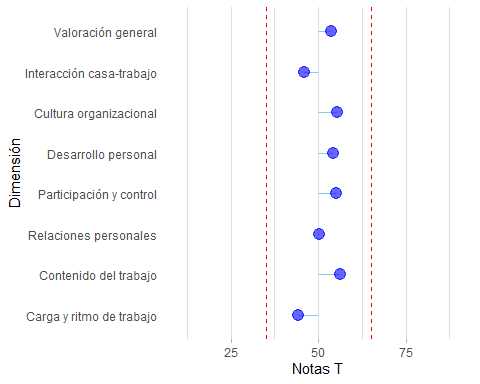 Valoración general
Interacción casa-trabajo
Cultura organizacional
Desarrollo personal
Participación y control
Relaciones personales
Contenido del trabajo
Carga y ritmo de trabajo
Dimensión
25 50 75
Notas T